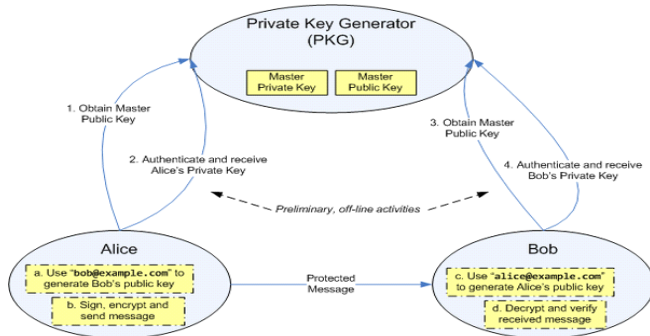 Private Key Generator
(PKG)
Master
Private Key
Master
Public Key
1. Obtain Master
Public Key
2. Authenticate and receive
Alice's Private Key
3. Obtain Master
Public Key
4. Authenticate and receive
Bob's Private Key
Preliminary, off-line activities
Alice
a. Use "bob@example.com" to
generate Bob's public key
b. Sign, encrypt and
send message
Protected
Message
Bob
c. Use "alice@example.com"
to generate Alice's public key
d. Decrypt and verify
received message